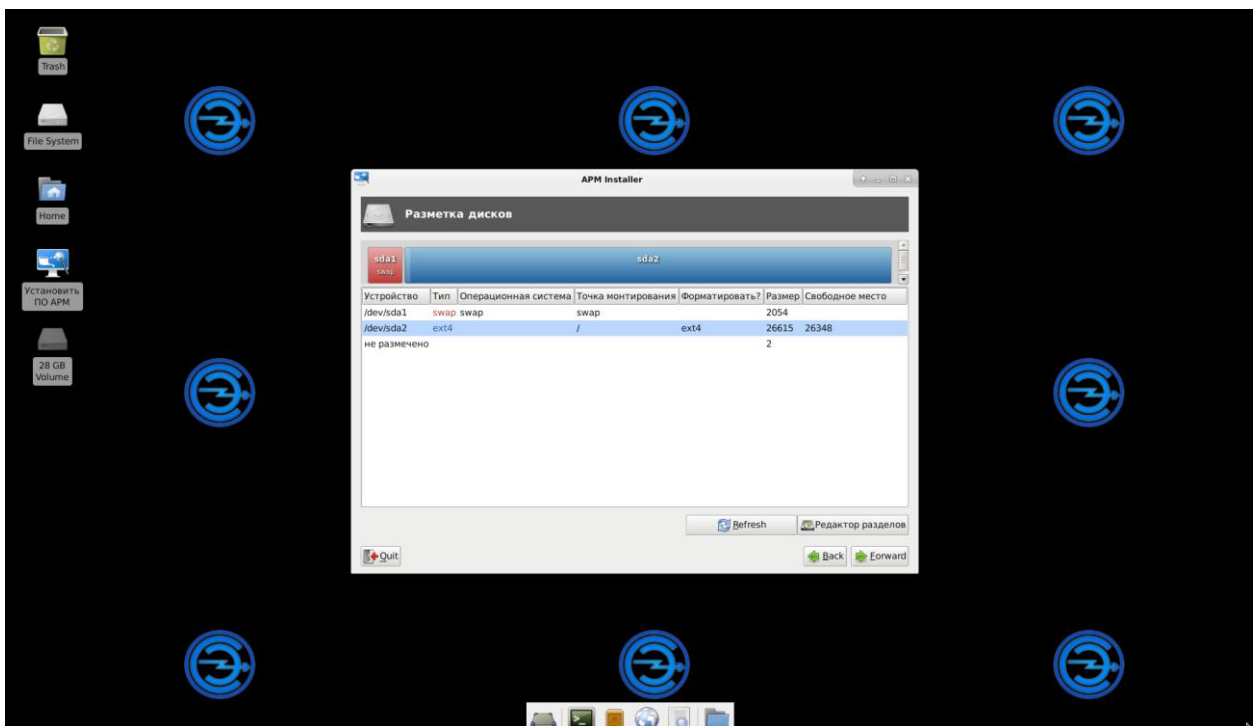 Trash
File System
Home
Установить
ПО АРМ
28 GB
Volume
APM Installer
Разметка дисков
sda1
swap
sda2
Устройство Тип Операционная система Точка монтирования Форматировать? Размер Свободное место
/dev/sda1 swap swap swap 2054
/dev/sda2 ext4 / ext4 26615 26348
не размечено 2
Refresh Редактор разделов
Quit Back Forward